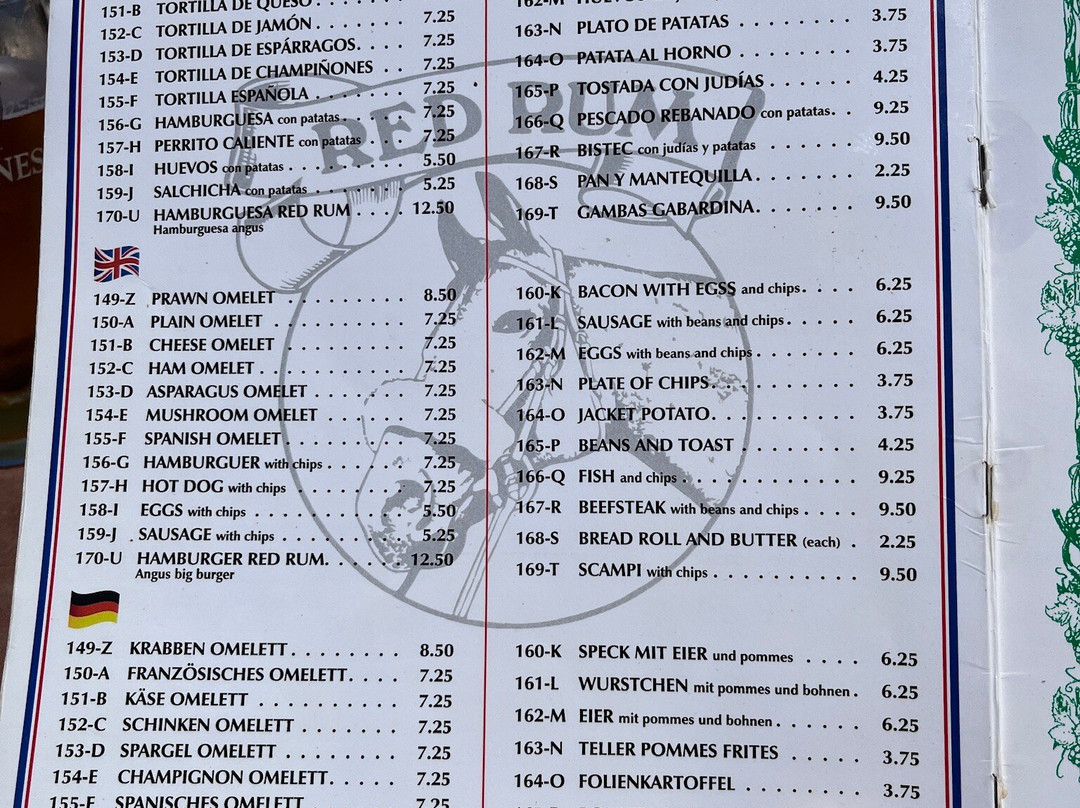 151-B TORTILLA DE QUESO . . . . . .
152-C TORTILLA DE JAMÓN . . . . . . 7.25
153-D TORTILLA DE ESPÁRRAGOS. . . . 7.25
154-E TORTILLA DE CHAMPIÑONES . . 7.25
155-F TORTILLA ESPAÑOLA . . . . . . 7.25
156-G HAMBURGUESA con patatas . . . . 7.25
157-H PERRITO CALIENTE con patatas . . . 7.25
158-I HUEVOS con patatas . . . . . . . 5.50
159-J SALCHICHA con patatas . . . . . . 5.25
170-U HAMBURGUESA RED RUM . . . . 12.50
Hamburguesa angus
162-M
163-N PLATO DE PATATAS . . . . . . . . . 3.75
164-O PATATA AL HORNO . . . . . . . . . 3.75
165-P TOSTADA CON JUDÍAS . . . . . . 4.25
166-Q PESCADO REBANADO con patatas. . 9.25
167-R BISTEC con judías y patatas . . . . . . . 9.50
168-S PAN Y MANTEQUILLA . . . . . . . 2.25
169-T GAMBAS GABARDINA. . . . . . . 9.50
RED RUM
149-Z PRAWN OMELET . . . . . . . . 8.50
150-A PLAIN OMELET . . . . . . . . . 7.25
151-B CHEESE OMELET . . . . . . . . 7.25
152-C HAM OMELET . . . . . . . . . . 7.25
153-D ASPARAGUS OMELET . . . . . . 7.25
154-E MUSHROOM OMELET . . . . . 7.25
155-F SPANISH OMELET . . . . . . . . 7.25
156-G HAMBURGUER with chips . . . . . . 7.25
157-H HOT DOG with chips . . . . . . . 7.25
158-I EGGS with chips . . . . . . . . . . 5.50
159-J SAUSAGE with chips . . . . . . . . 5.25
170-U HAMBURGER RED RUM. . . . . . 12.50
Angus big burger
160-K BACON WITH EGSS and chips. . . . 6.25
161-L SAUSAGE with beans and chips. . . . . 6.25
162-M EGGS with beans and chips . . . . . . . 6.25
163-N PLATE OF CHIPS. . . . . . . . . . . 3.75
164-O JACKET POTATO. . . . . . . . . . . 3.75
165-P BEANS AND TOAST . . . . . . . . . 4.25
166-Q FISH and chips . . . . . . . . . . . . . 9.25
167-R BEEFSTEAK with beans and chips . . . . 9.50
168-S BREAD ROLL AND BUTTER (each) . 2.25
169-T SCAMPI with chips . . . . . . . . . . . 9.50
149-Z KRABBEN OMELETT. . . . . . . . 8.50
150-A FRANZÖSISCHES OMELETT. . . . 7.25
151-B KÄSE OMELETT . . . . . . . . . . 7.25
152-C SCHINKEN OMELETT . . . . . . . 7.25
153-D SPARGEL OMELETT . . . . . . . . 7.25
154-E CHAMPIGNON OMELETT. . . . . 7.25
155-F SPANISCHES OMELETT . . . . . . 7.25
160-K SPECK MIT EIER und pommes . . . . 6.25
161-L WURSTCHEN mit pommes und bohnen . 6.25
162-M EIER mit pommes und bohnen . . . . . . 6.25
163-N TELLER POMMES FRITES . . . . . 3.75
164-O FOLIENKARTOFFEL . . . . . . . . 3.75